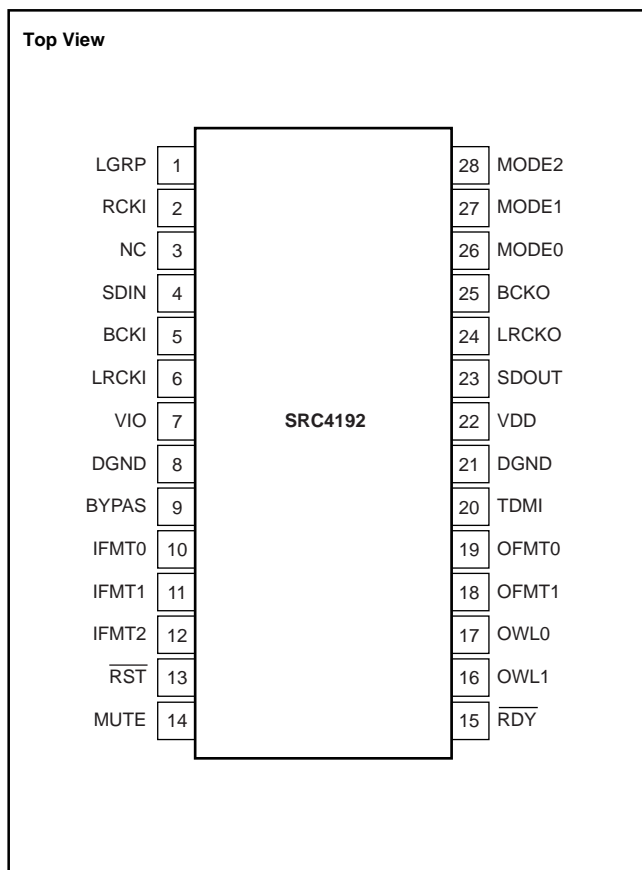 Top View
LGRP 1 28 MODE2
RCKI 2 27 MODE1
NC 3 26 MODE0
SDIN 4 25 BCKO
BCKI 5 24 LRCKO
LRCKI 6 23 SDOUT
VIO 7 SRC4192 22 VDD
DGND 8 21 DGND
BYPAS 9 20 TDMI
IFMT0 10 19 OFMT0
IFMT1 11 18 OFMT1
IFMT2 12 17 OWL0
R̅S̅T̅ 13 16 OWL1
MUTE 14 15 R̅D̅Y̅